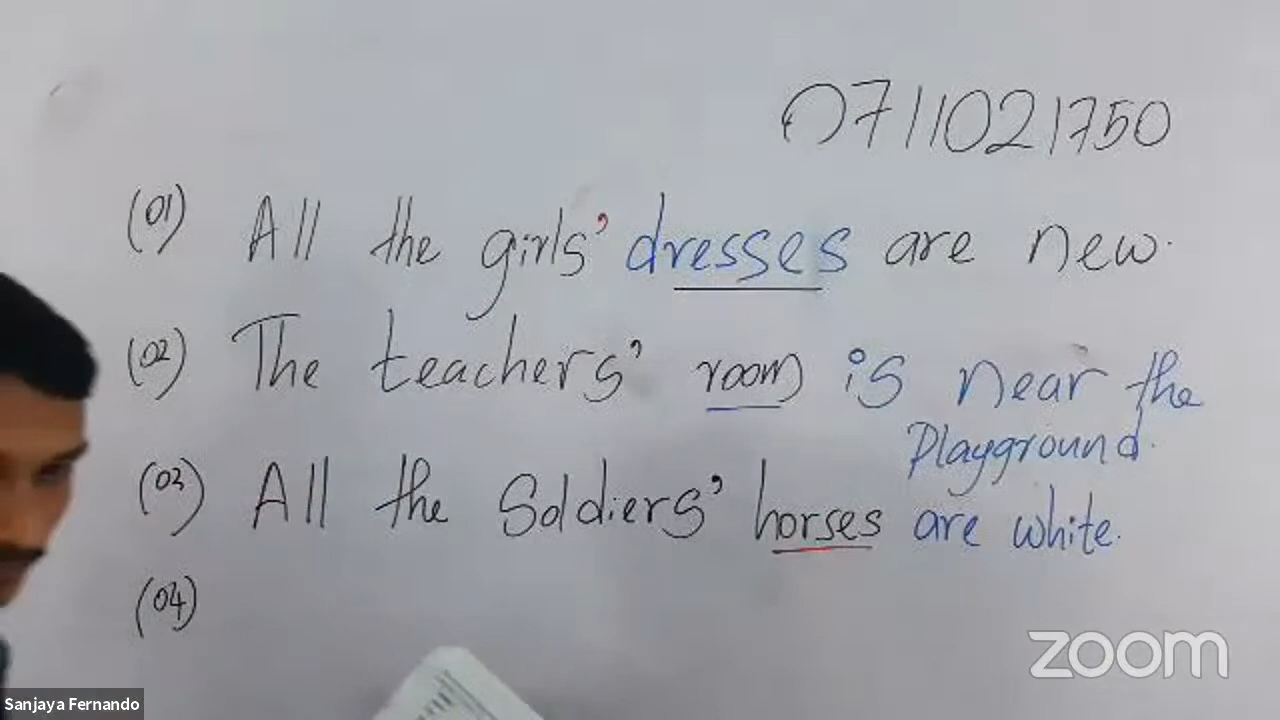 0711021750
(01) All the girls' dresses are new.
(02) The teachers' room is near the
Playground.
(03) All the Soldiers' horses are white.
(04)
zoom
Sanjaya Fernando